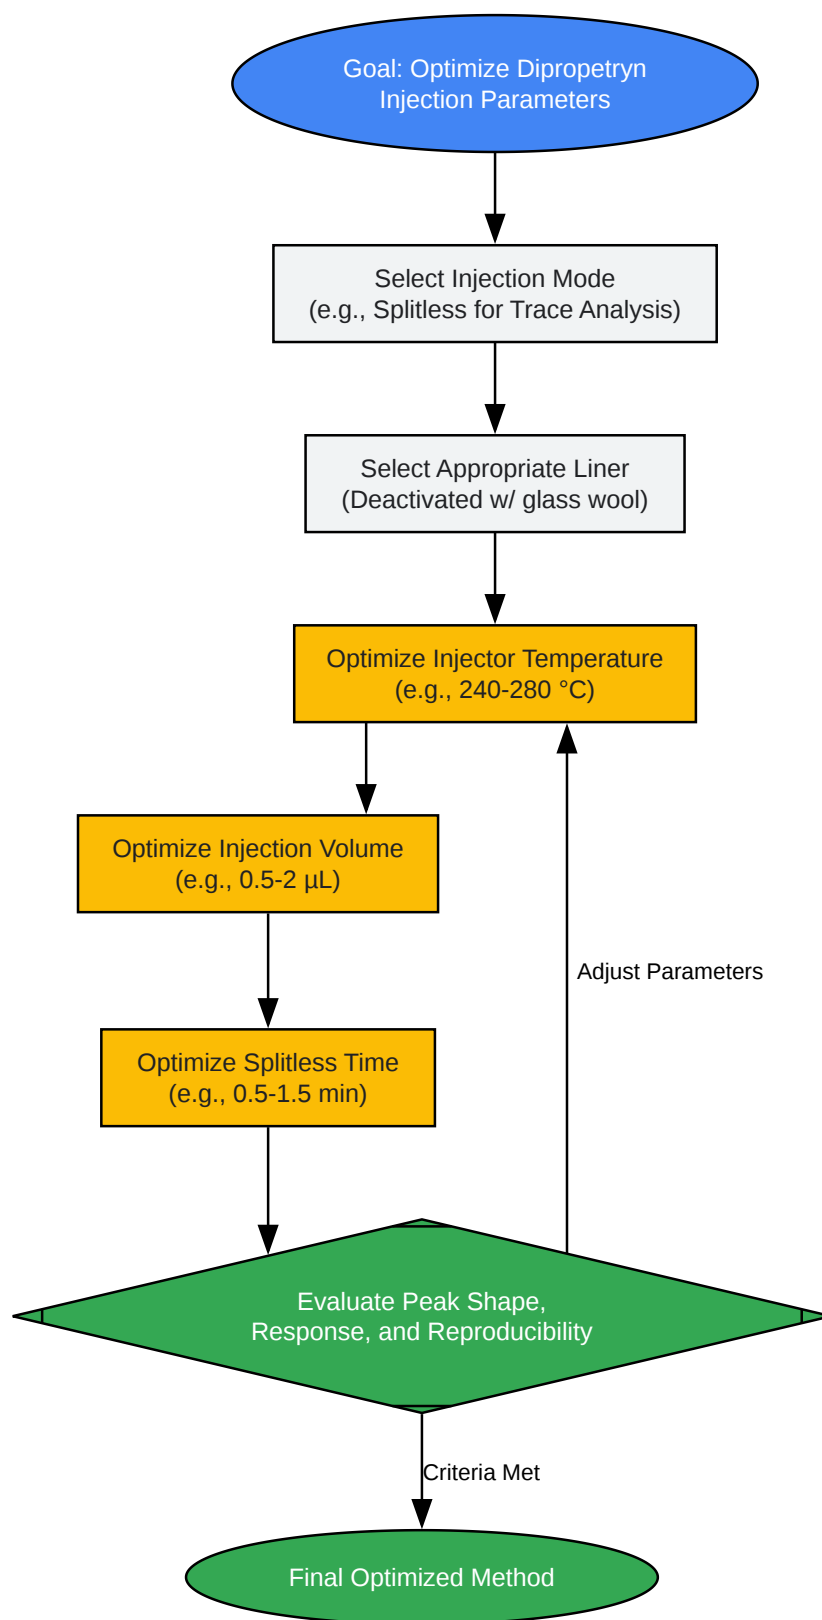 Goal: Optimize Dipropetryn
Injection Parameters
Select Injection Mode
(e.g., Splitless for Trace Analysis)
Select Appropriate Liner
(Deactivated w/ glass wool)
Optimize Injector Temperature
(e.g., 240-280 °C)
Optimize Injection Volume
(e.g., 0.5-2 µL)
Adjust Parameters
Optimize Splitless Time
(e.g., 0.5-1.5 min)
Evaluate Peak Shape,
Response, and Reproducibility
Criteria Met
Final Optimized Method